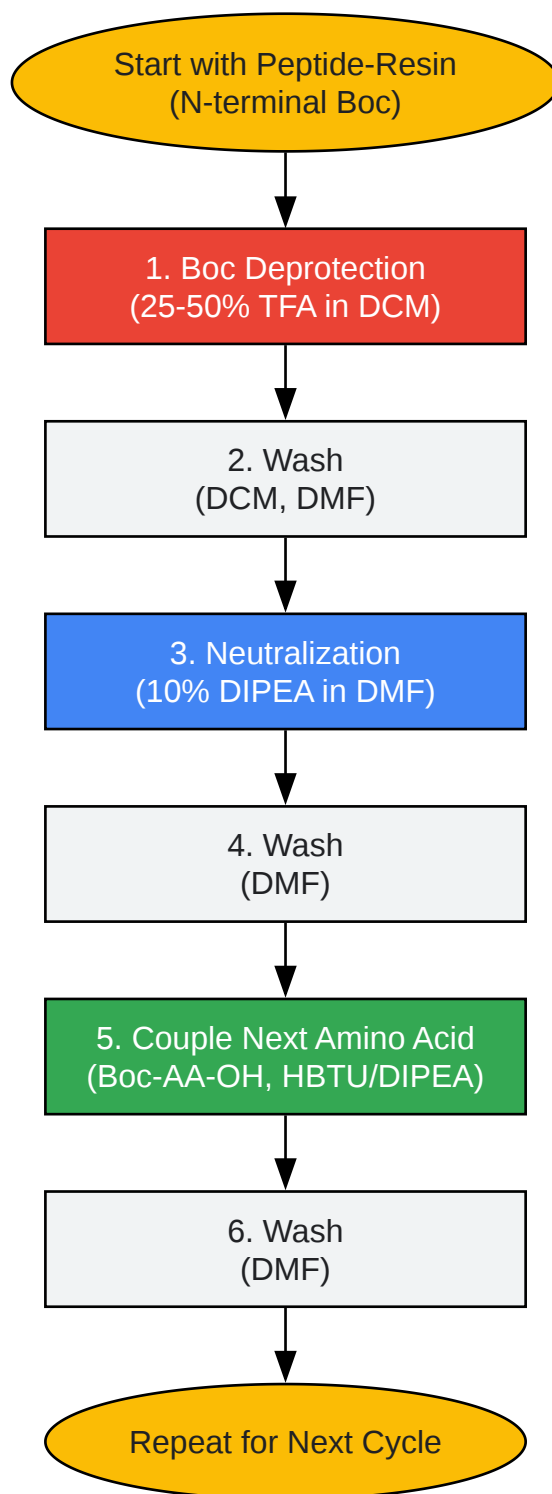 Start with Peptide-Resin
(N-terminal Boc)
1. Boc Deprotection
(25-50% TFA in DCM)
2. Wash
(DCM, DMF)
3. Neutralization
(10% DIPEA in DMF)
4. Wash
(DMF)
5. Couple Next Amino Acid
(Boc-AA-OH, HBTU/DIPEA)
6. Wash
(DMF)
Repeat for Next Cycle